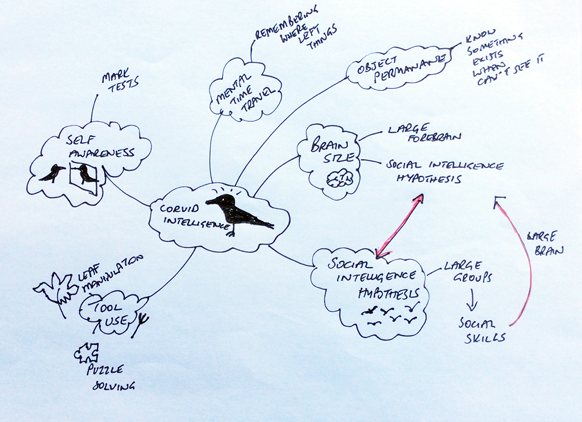 REMEMBERING
WHERE
LEFT
THINGS
MENTAL
TIME
TRAVEL
OBJECT
PERMANANCE
KNOW
SOMETHING
EXISTS
WHEN
CAN'T SEE IT
MARK
TESTS
SELF
AWARENESS
BRAIN
SIZE
LARGE
FOREBRAIN
SOCIAL INTELLIGENCE
HYPOTHESIS
CORVID
INTELLIGENCE
SOCIAL
INTELLIGENCE
HYPOTHESIS
LARGE
GROUPS
SOCIAL
SKILLS
LARGE
BRAIN
LEAF
TOOL
USE
PUZZLE
SOLVING